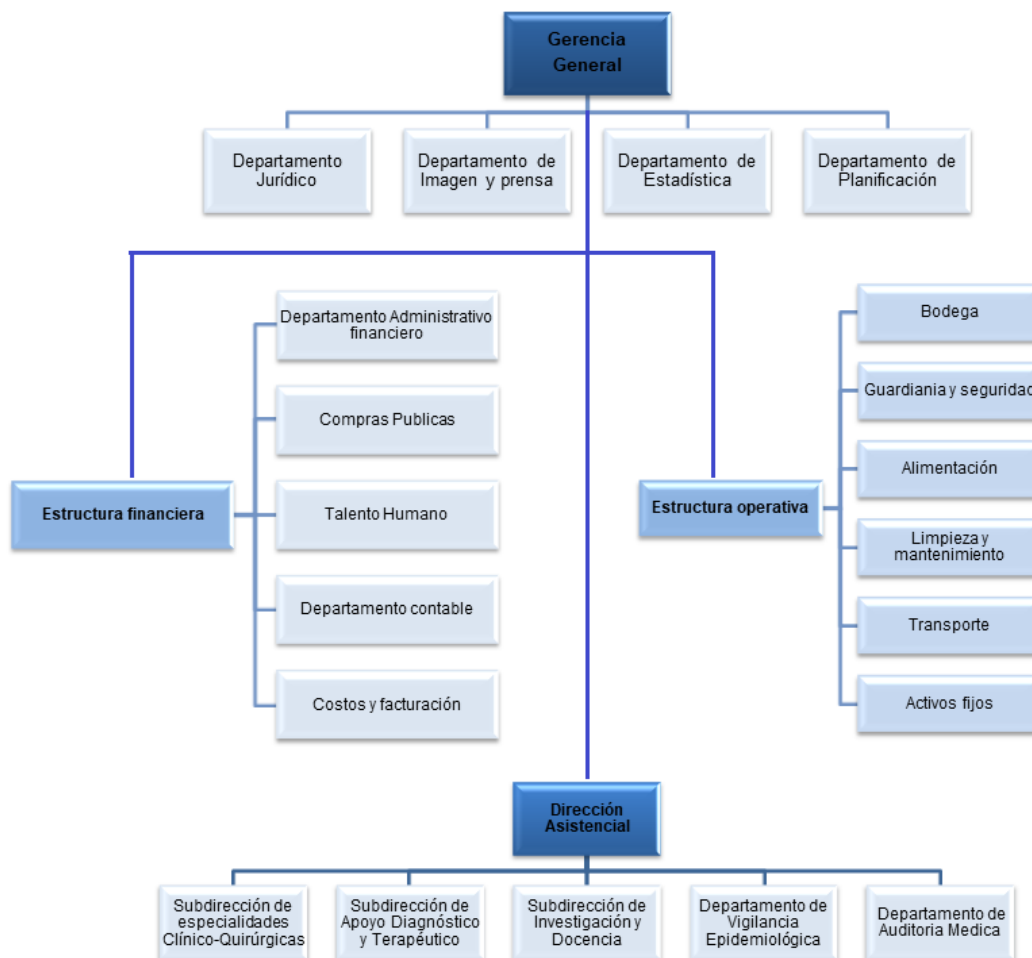 Gerencia
General
Departamento
Jurídico
Departamento de
Imagen y prensa
Departamento de
Estadística
Departamento de
Planificación
Departamento Administrativo
financiero
Compras Publicas
Estructura financiera
Talento Humano
Departamento contable
Costos y facturación
Bodega
Guardiania y seguridad
Alimentación
Estructura operativa
Limpieza y
mantenimiento
Transporte
Activos fijos
Dirección
Asistencial
Subdirección de
especialidades
Clínico-Quirúrgicas
Subdirección de
Apoyo Diagnóstico
y Terapéutico
Subdirección de
Investigación y
Docencia
Departamento de
Vigilancia
Epidemiológica
Departamento de
Auditoria Medica